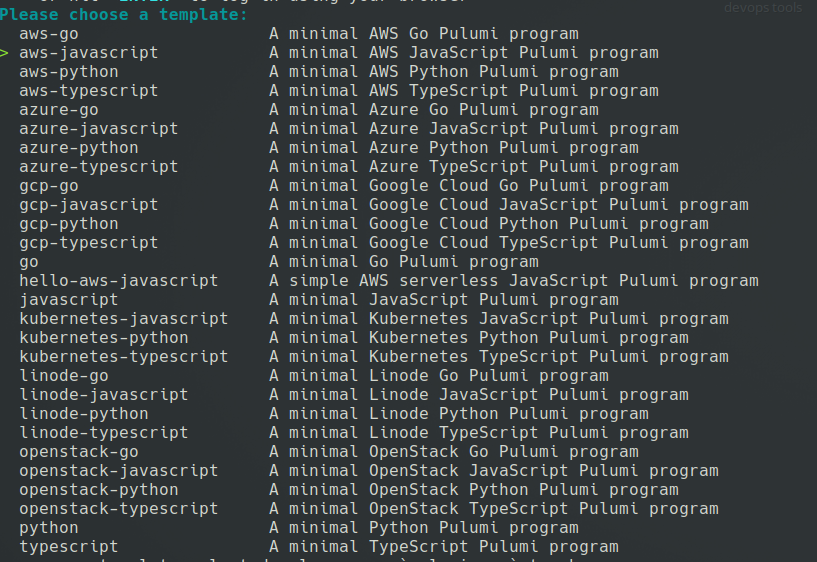 to log in using your browser
devops tools
Please choose a template:
aws-go A minimal AWS Go Pulumi program
> aws-javascript A minimal AWS JavaScript Pulumi program
aws-python A minimal AWS Python Pulumi program
aws-typescript A minimal AWS TypeScript Pulumi program
azure-go A minimal Azure Go Pulumi program
azure-javascript A minimal Azure JavaScript Pulumi program
azure-python A minimal Azure Python Pulumi program
azure-typescript A minimal Azure TypeScript Pulumi program
gcp-go A minimal Google Cloud Go Pulumi program
gcp-javascript A minimal Google Cloud JavaScript Pulumi program
gcp-python A minimal Google Cloud Python Pulumi program
gcp-typescript A minimal Google Cloud TypeScript Pulumi program
go A minimal Go Pulumi program
hello-aws-javascript A simple AWS serverless JavaScript Pulumi program
javascript A minimal JavaScript Pulumi program
kubernetes-javascript A minimal Kubernetes JavaScript Pulumi program
kubernetes-python A minimal Kubernetes Python Pulumi program
kubernetes-typescript A minimal Kubernetes TypeScript Pulumi program
linode-go A minimal Linode Go Pulumi program
linode-javascript A minimal Linode JavaScript Pulumi program
linode-python A minimal Linode Python Pulumi program
linode-typescript A minimal Linode TypeScript Pulumi program
openstack-go A minimal OpenStack Go Pulumi program
openstack-javascript A minimal OpenStack JavaScript Pulumi program
openstack-python A minimal OpenStack Python Pulumi program
openstack-typescript A minimal OpenStack TypeScript Pulumi program
python A minimal Python Pulumi program
typescript A minimal TypeScript Pulumi program